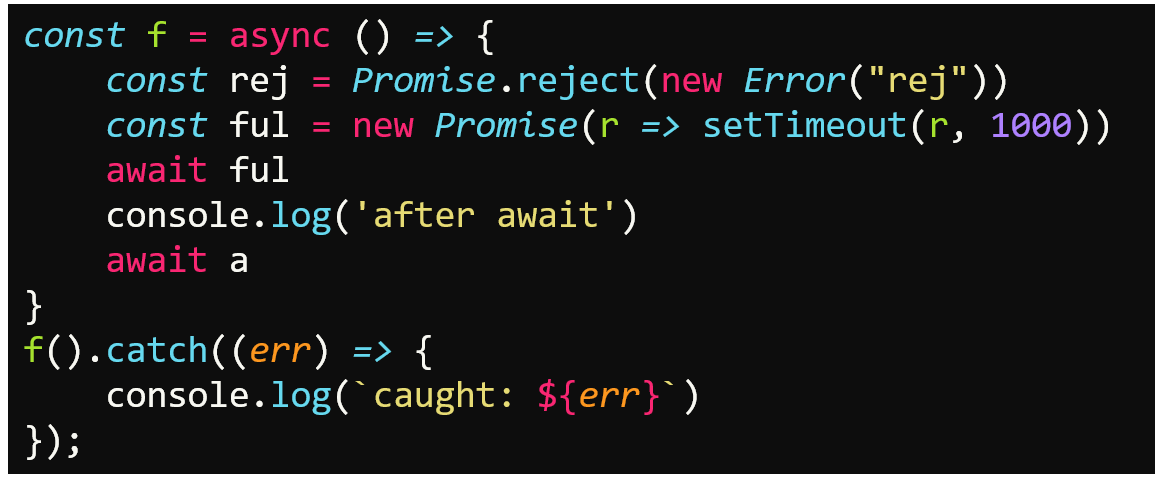 const f = async () => {
    const rej = Promise.reject(new Error("rej"))
    const ful = new Promise(r => setTimeout(r, 1000))
    await ful
    console.log('after await')
    await a
}
f().catch((err) => {
    console.log(`caught: ${err}`)
});